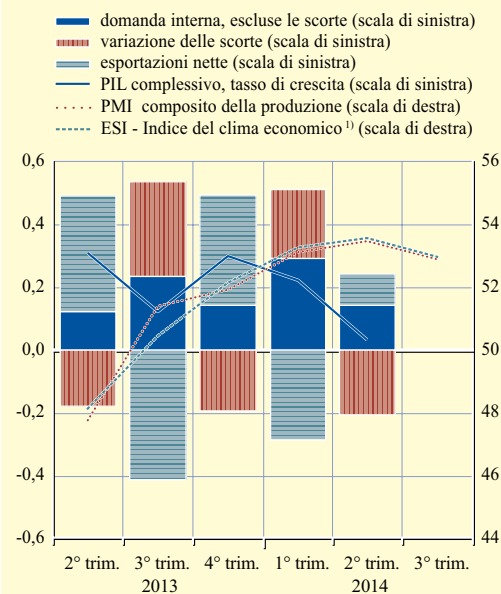 domanda interna, escluse le scorte (scala di sinistra)
variazione delle scorte (scala di sinistra)
esportazioni nette (scala di sinistra)
PIL complessivo, tasso di crescita (scala di sinistra)
PMI composito della produzione (scala di destra)
ESI - Indice del clima economico 1) (scala di destra)
0,6 56
0,4 54
0,2 52
0,0 50
-0,2 48
-0,4 46
-0,6 44
2° trim. 3° trim. 4° trim. 1° trim. 2° trim. 3° trim.
2013 2014